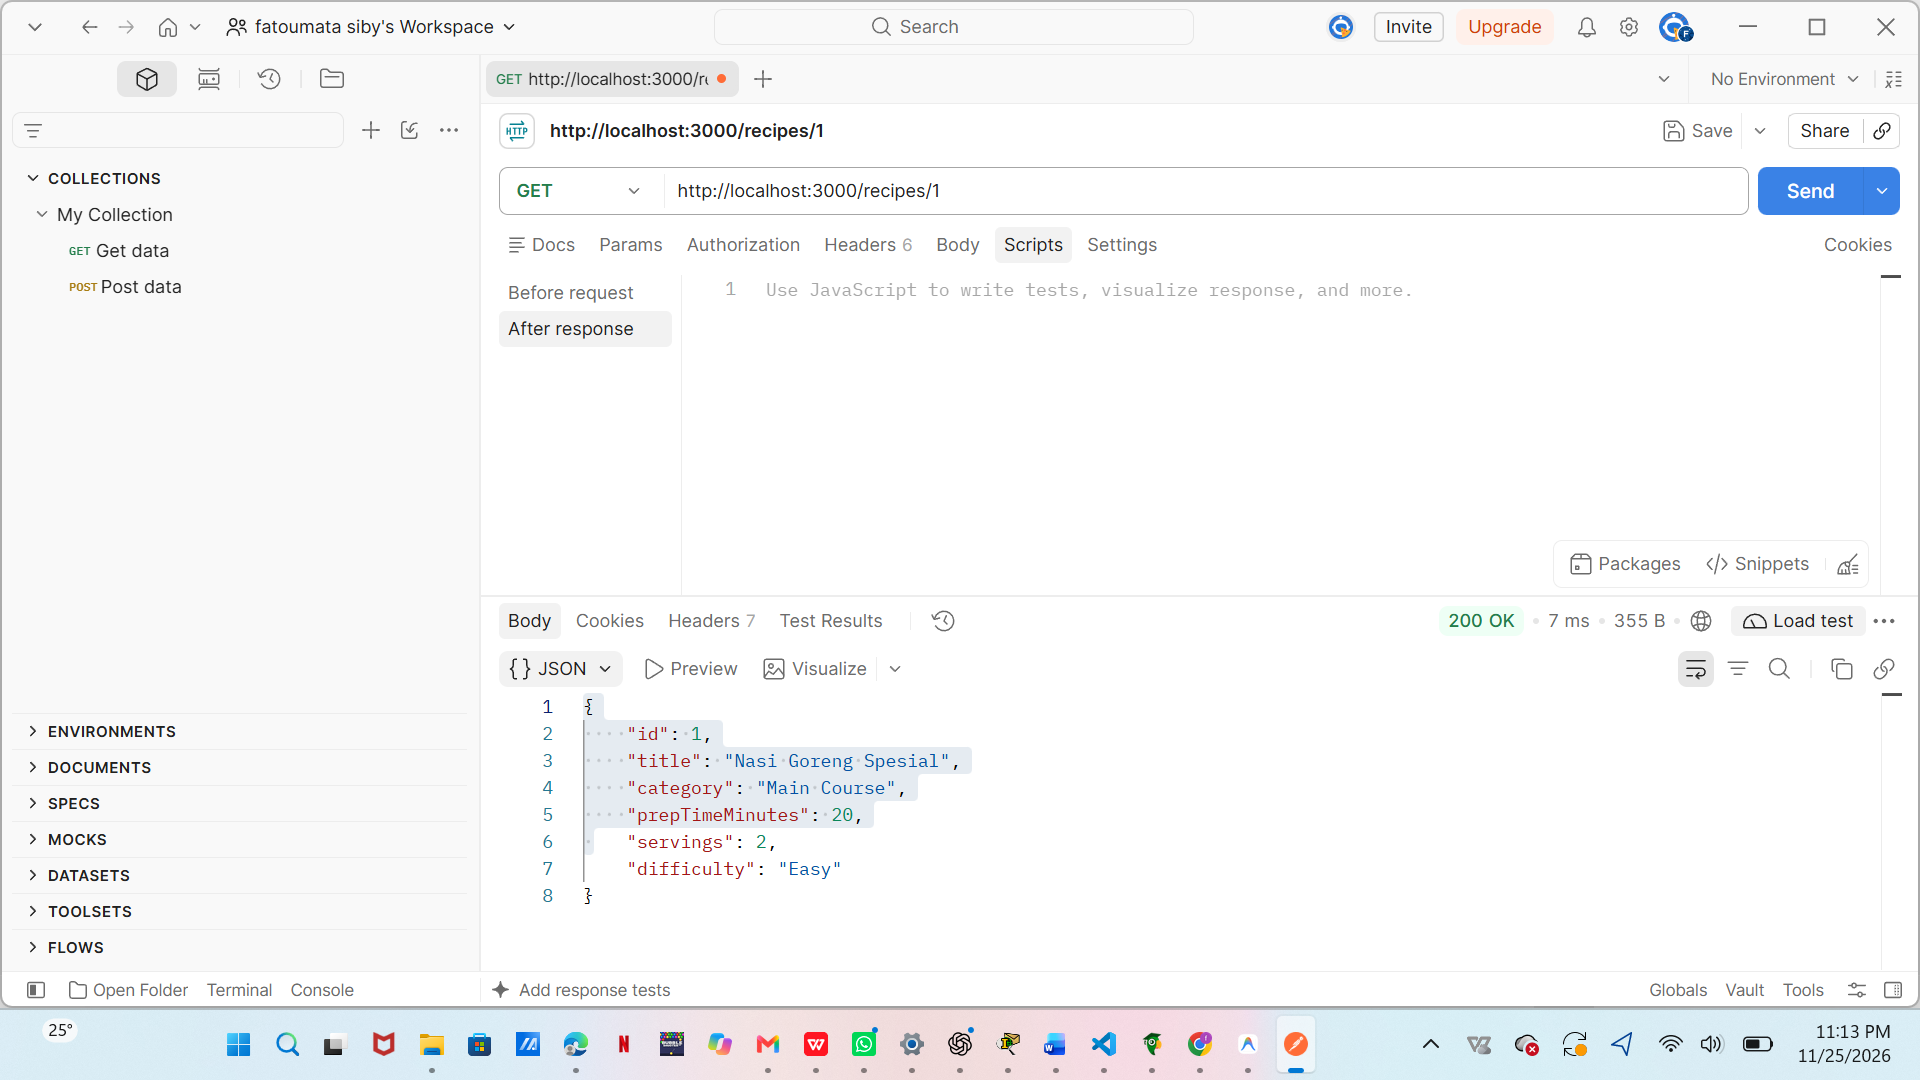 fatoumata siby's Workspace
Search
Invite
Upgrade
F
GET http://localhost:3000/re
No Environment
HTTP
http://localhost:3000/recipes/1
Save
Share
COLLECTIONS
My Collection
GET Get data
POST Post data
GET
http://localhost:3000/recipes/1
Send
Docs
Params
Authorization
Headers 6
Body
Scripts
Settings
Cookies
Before request
After response
1
Use JavaScript to write tests, visualize response, and more.
Packages
</> Snippets
Body
Cookies
Headers 7
Test Results
200 OK • 7 ms • 355 B
Load test
{} JSON
Preview
Visualize
1 {
2 ····"id":·1,
3 ····"title":·"Nasi·Goreng·Spesial",
4 ····"category":·"Main·Course",
5 ····"prepTimeMinutes":·20,
6 · "servings": 2,
7 "difficulty": "Easy"
8 }
ENVIRONMENTS
DOCUMENTS
SPECS
MOCKS
DATASETS
TOOLSETS
FLOWS
Open Folder
Terminal
Console
Add response tests
Globals
Vault
Tools
25°
11:13 PM
11/25/2026